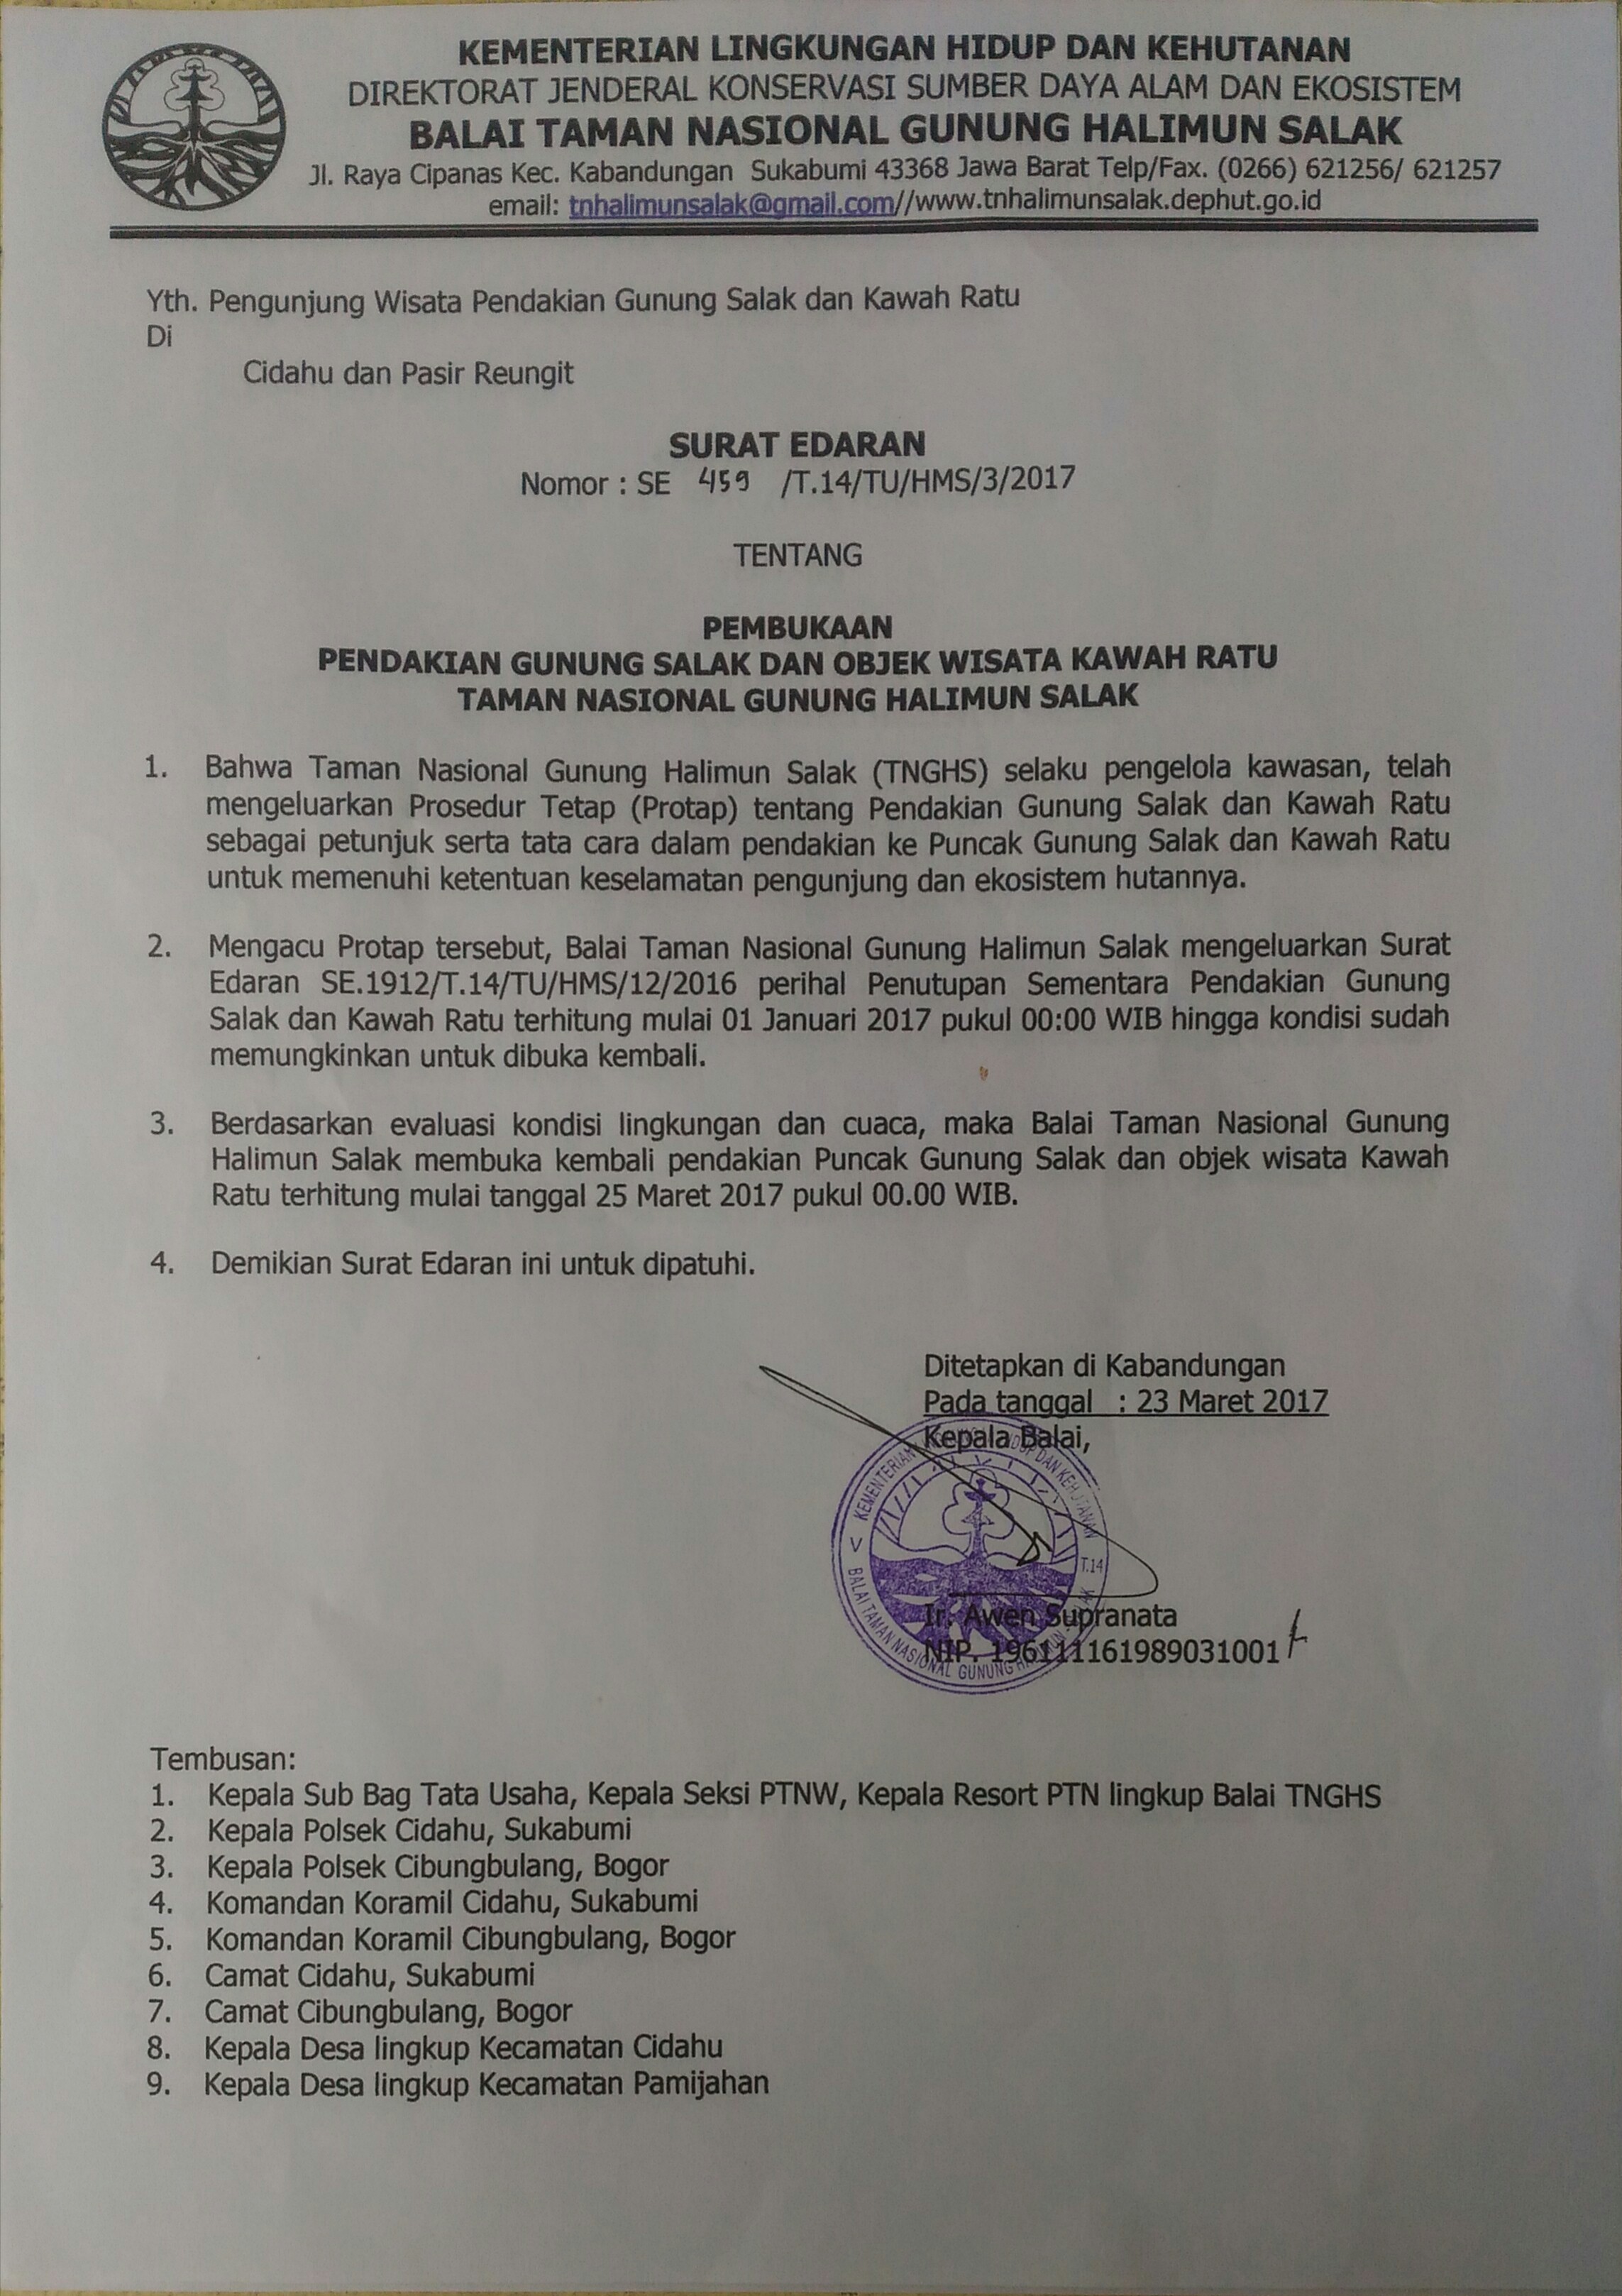 KEMENTERIAN LINGKUNGAN HIDUP DAN KEHUTANAN
DIREKTORAT JENDERAL KONSERVASI SUMBER DAYA ALAM DAN EKOSISTEM
BALAI TAMAN NASIONAL GUNUNG HALIMUN SALAK
Jl. Raya Cipanas Kec. Kabandungan Sukabumi 43368 Jawa Barat Telp/Fax. (0266) 621256/ 621257
email: tnhalimunsalak@gmail.com//www.tnhalimunsalak.dephut.go.id
Yth. Pengunjung Wisata Pendakian Gunung Salak dan Kawah Ratu
Di
Cidahu dan Pasir Reungit
SURAT EDARAN
Nomor : SE 459 /T.14/TU/HMS/3/2017
TENTANG
PEMBUKAAN
PENDAKIAN GUNUNG SALAK DAN OBJEK WISATA KAWAH RATU
TAMAN NASIONAL GUNUNG HALIMUN SALAK
1. Bahwa Taman Nasional Gunung Halimun Salak (TNGHS) selaku pengelola kawasan, telah
mengeluarkan Prosedur Tetap (Protap) tentang Pendakian Gunung Salak dan Kawah Ratu
sebagai petunjuk serta tata cara dalam pendakian ke Puncak Gunung Salak dan Kawah Ratu
untuk memenuhi ketentuan keselamatan pengunjung dan ekosistem hutannya.
2. Mengacu Protap tersebut, Balai Taman Nasional Gunung Halimun Salak mengeluarkan Surat
Edaran SE.1912/T.14/TU/HMS/12/2016 perihal Penutupan Sementara Pendakian Gunung
Salak dan Kawah Ratu terhitung mulai 01 Januari 2017 pukul 00:00 WIB hingga kondisi sudah
memungkinkan untuk dibuka kembali.
3. Berdasarkan evaluasi kondisi lingkungan dan cuaca, maka Balai Taman Nasional Gunung
Halimun Salak membuka kembali pendakian Puncak Gunung Salak dan objek wisata Kawah
Ratu terhitung mulai tanggal 25 Maret 2017 pukul 00.00 WIB.
4. Demikian Surat Edaran ini untuk dipatuhi.
Ditetapkan di Kabandungan
Pada tanggal : 23 Maret 2017
Kepala Balai,
KEMENTERIAN LINGKUNGAN HIDUP DAN KEHUTANAN
T.14
BALAI TAMAN NASIONAL GUNUNG HALIMUN SALAK
Ir. Awen Supranata
NIP. 196111161989031001
Tembusan:
1. Kepala Sub Bag Tata Usaha, Kepala Seksi PTNW, Kepala Resort PTN lingkup Balai TNGHS
2. Kepala Polsek Cidahu, Sukabumi
3. Kepala Polsek Cibungbulang, Bogor
4. Komandan Koramil Cidahu, Sukabumi
5. Komandan Koramil Cibungbulang, Bogor
6. Camat Cidahu, Sukabumi
7. Camat Cibungbulang, Bogor
8. Kepala Desa lingkup Kecamatan Cidahu
9. Kepala Desa lingkup Kecamatan Pamijahan